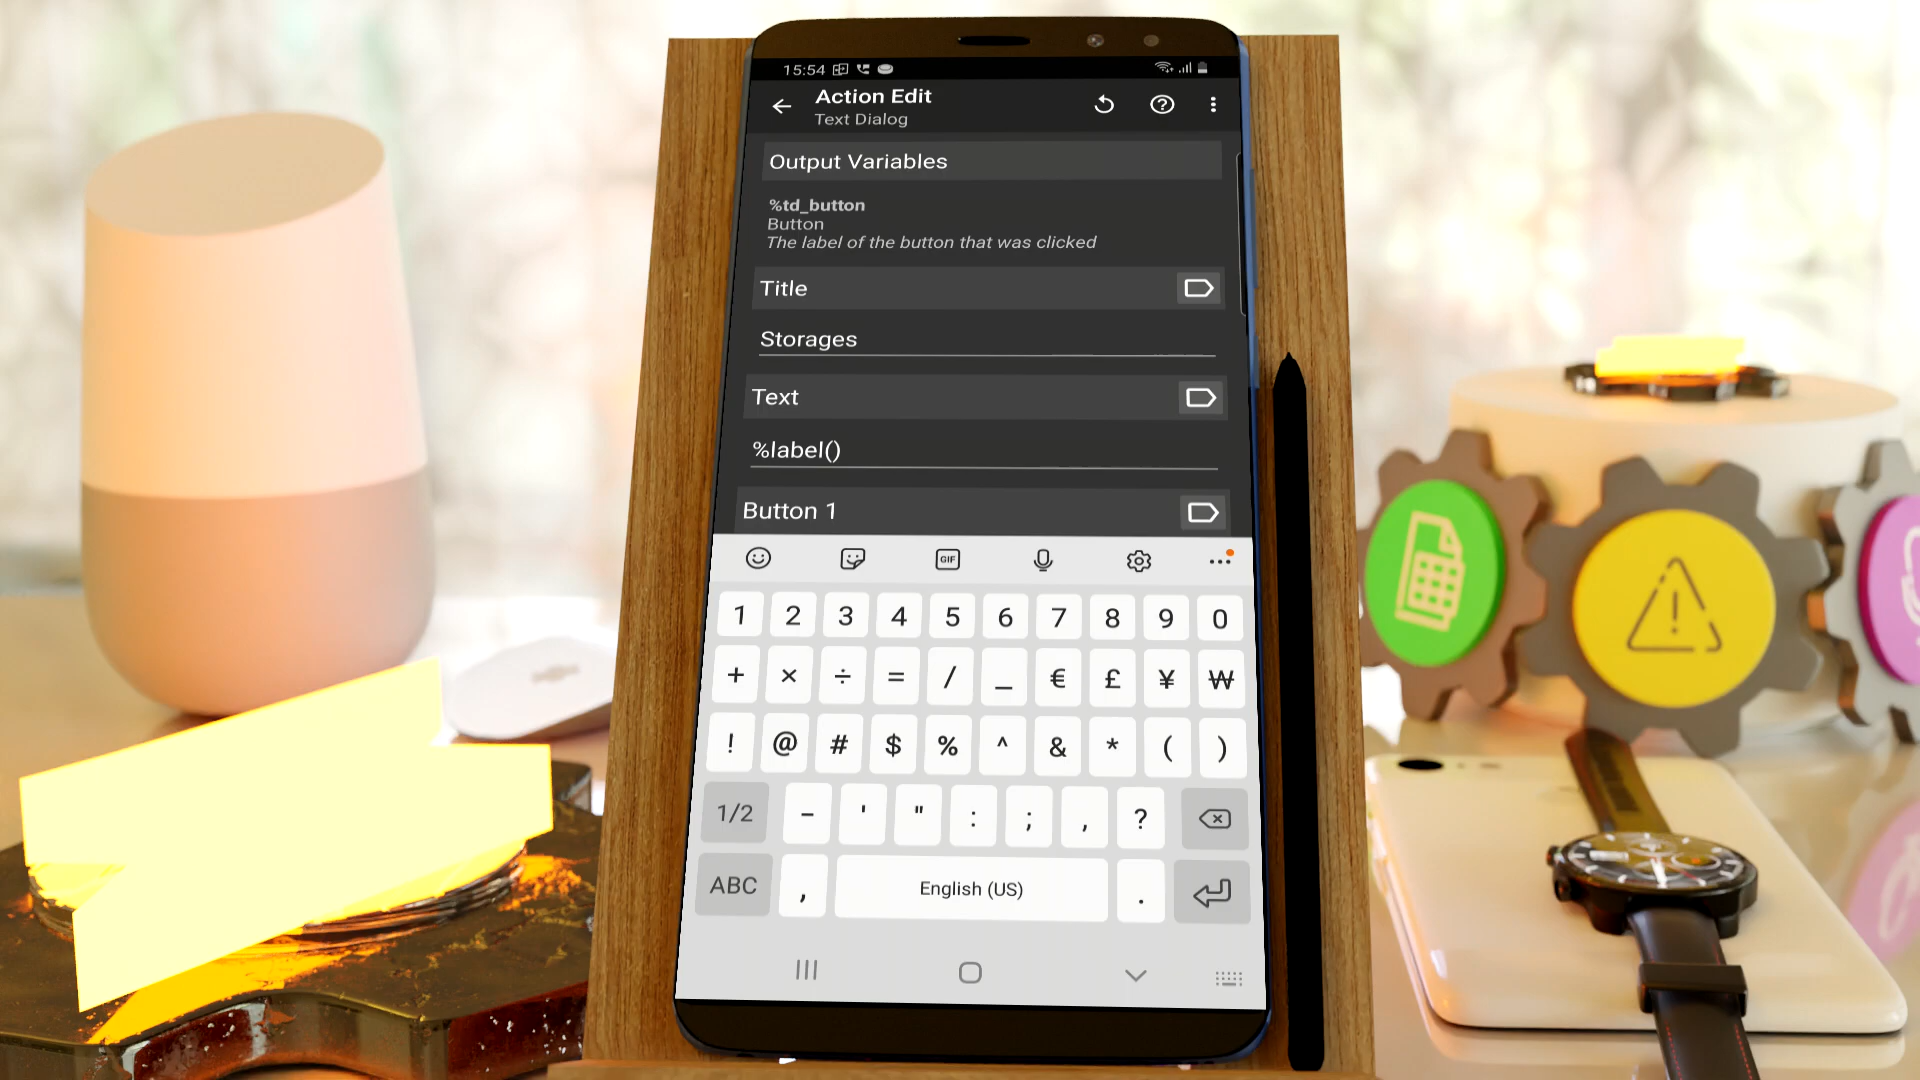 15:54
Action Edit
Text Dialog
Output Variables
%td_button
Button
The label of the button that was clicked
Title
Storages
Text
%label()
Button 1
GIF
1 2 3 4 5 6 7 8 9 0
+ × ÷ = / _ € £ ¥ ₩
! @ # $ % ^ & * ( )
1/2 - ' " : ; , ?
ABC , English (US) .